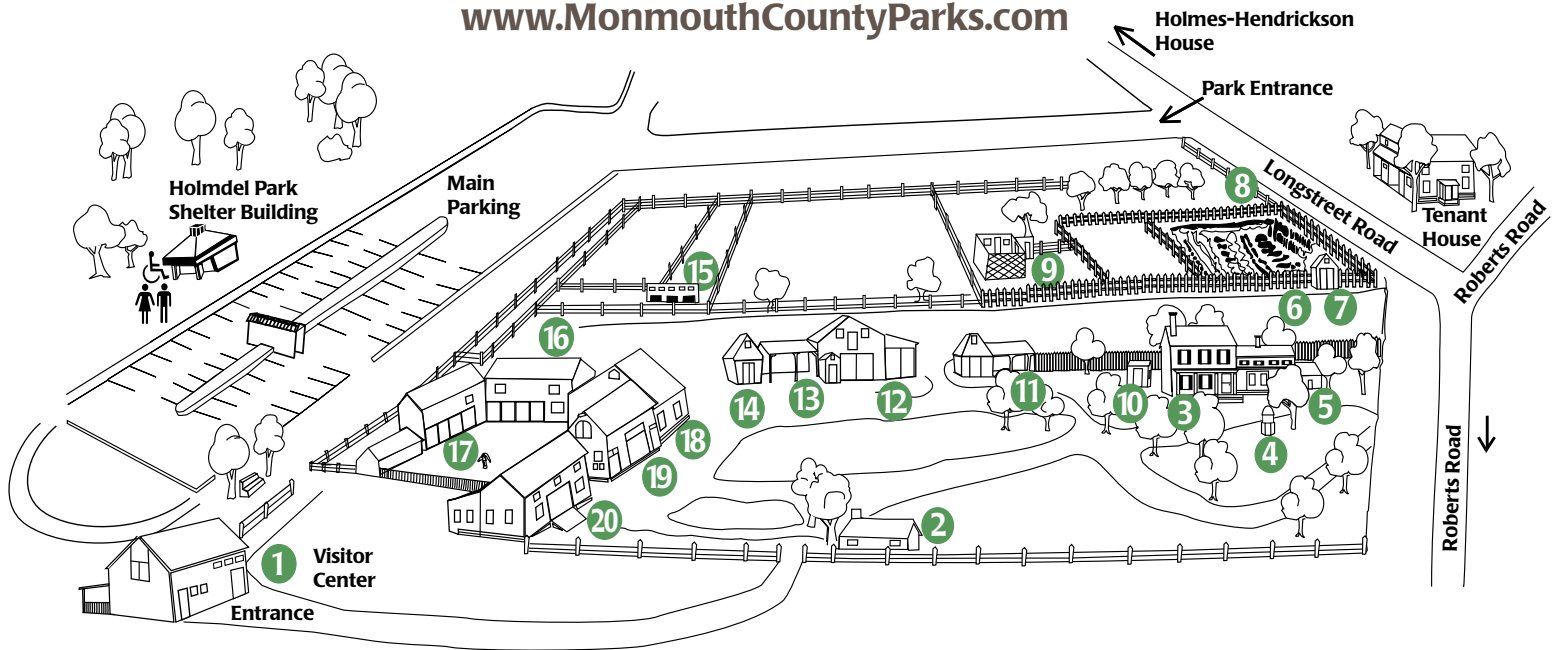 www.MonmouthCountyParks.com
Holmes-Hendrickson
House
Park Entrance
Longstreet Road
Tenant
House
Roberts Road
Roberts Road
Main
Parking
Holmdel Park
Shelter Building
8
9
15
6
7
16
14
13
12
11
10
3
5
4
17
18
19
20
2
1
Visitor
Center
Entrance